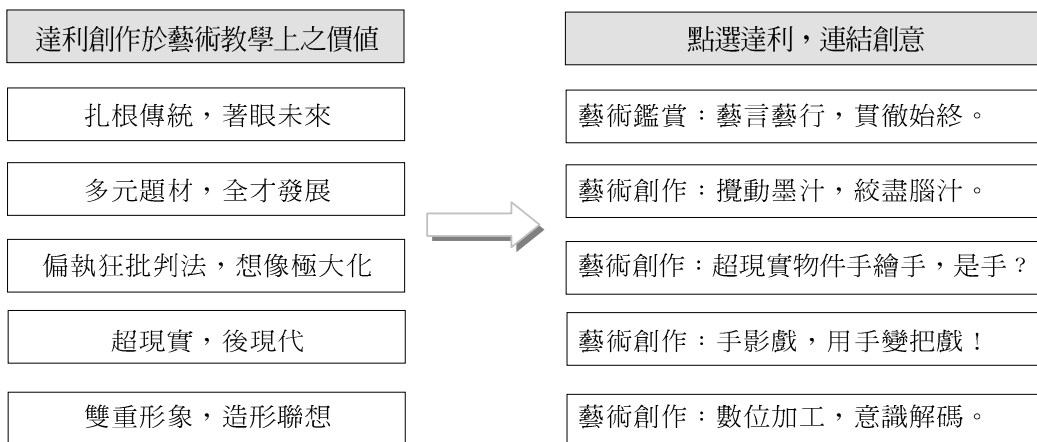 達利創作於藝術教學上之價值
扎根傳統，著眼未來
多元題材，全才發展
偏執狂批判法，想像極大化
超現實，後現代
雙重形象，造形聯想
點選達利，連結創意
藝術鑑賞：藝言藝行，貫徹始終。
藝術創作：攪動墨汁，絞盡腦汁。
藝術創作：超現實物件手繪手，是手？
藝術創作：手影戲，用手變把戲！
藝術創作：數位加工，意識解碼。